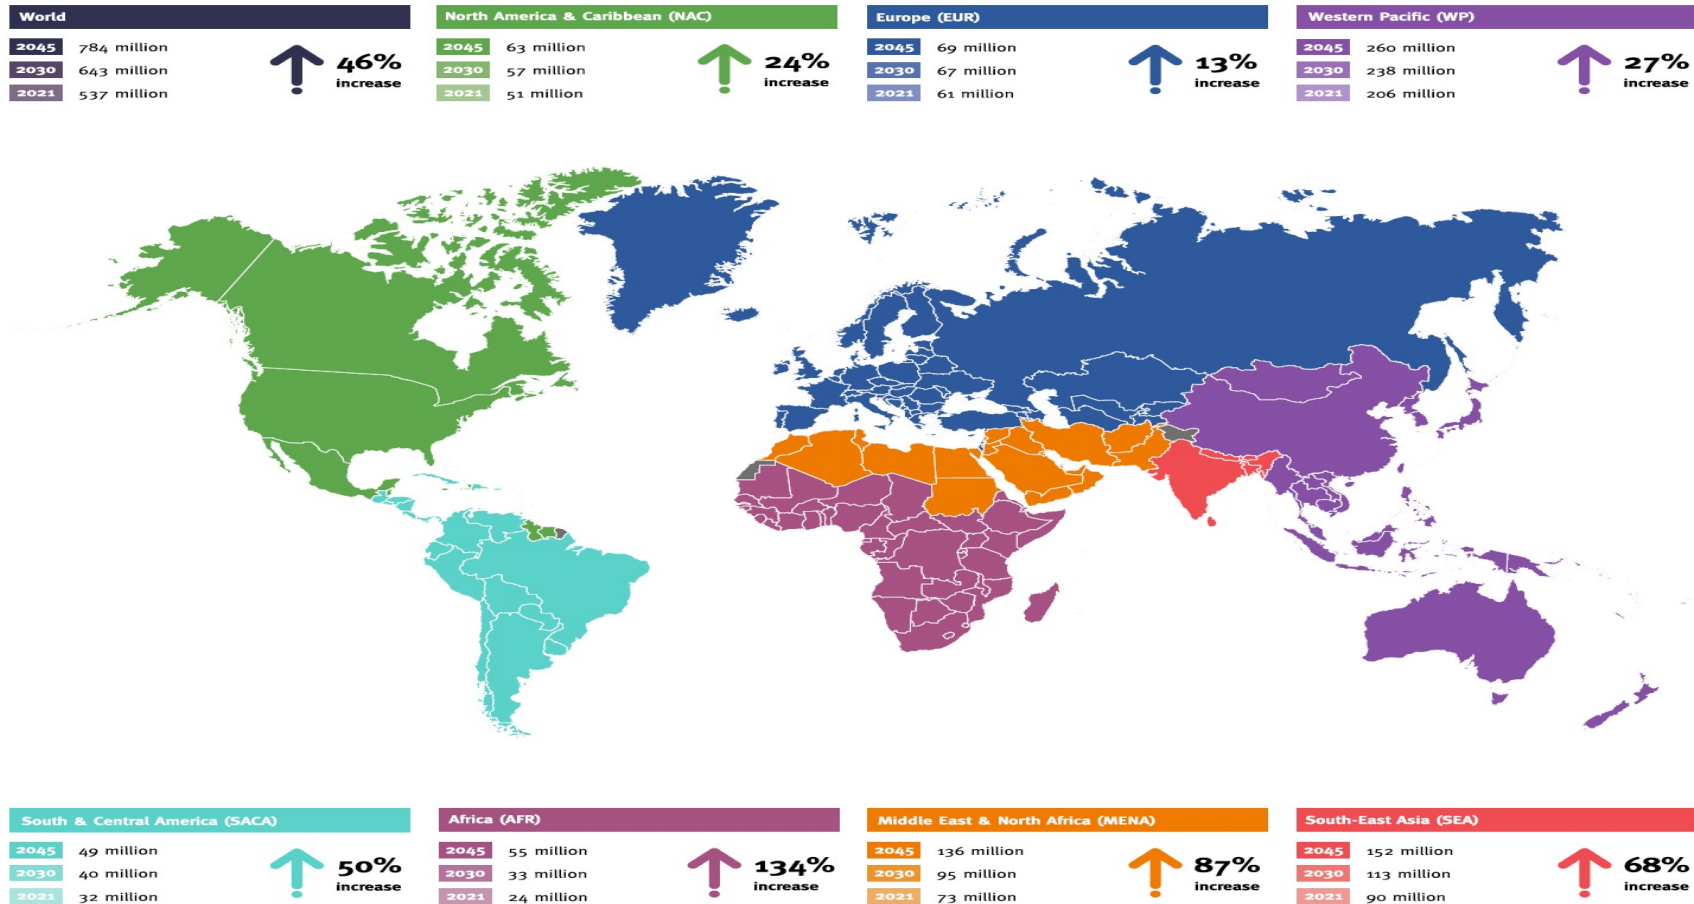 World
2045 784 million
2030 643 million
2021 537 million
46%
increase
North America & Caribbean (NAC)
2045 63 million
2030 57 million
2021 51 million
24%
increase
Europe (EUR)
2045 69 million
2030 67 million
2021 61 million
13%
increase
Western Pacific (WP)
2045 260 million
2030 238 million
2021 206 million
27%
increase
South & Central America (SACA)
2045 49 million
2030 40 million
2021 32 million
50%
increase
Africa (AFR)
2045 55 million
2030 33 million
2021 24 million
134%
increase
Middle East & North Africa (MENA)
2045 136 million
2030 95 million
2021 73 million
87%
increase
South-East Asia (SEA)
2045 152 million
2030 113 million
2021 90 million
68%
increase